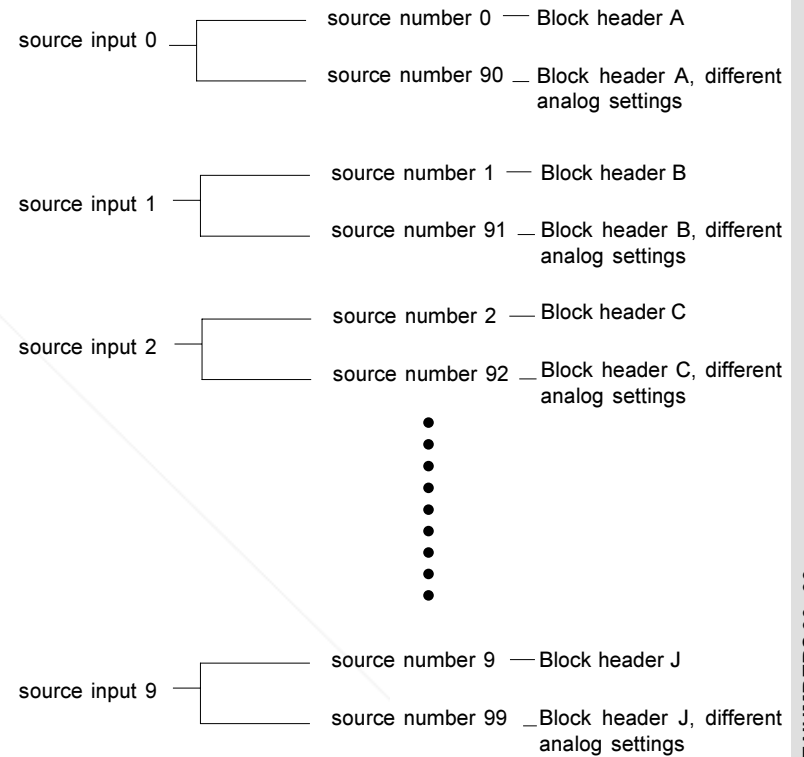 source number 0 Block header A
source input 0
source number 90 Block header A, different
analog settings
source number 1 Block header B
source input 1
source number 91 Block header B, different
analog settings
source number 2 Block header C
source input 2
source number 92 Block header C, different
analog settings
source number 9 Block header J
source input 9
source number 99 Block header J, different
analog settings